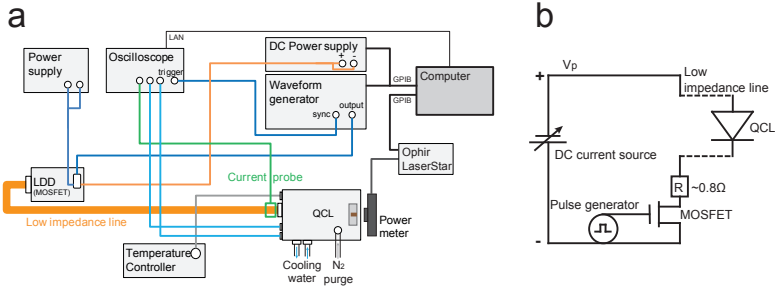 a
LAN
Power
supply
Oscilloscope
trigger
DC Power supply
+ -
GPIB
GPIB
Computer
Waveform
generator
output
sync
Ophir
LaserStar
LDD
(MOSFET)
Current probe
Low impedance line
QCL
Power
meter
Temperature
Controller
Cooling
water
N2
purge
b
+
Vp
Low
impedance line
QCL
DC current source
R
~0.8Ω
Pulse generator
MOSFET
-